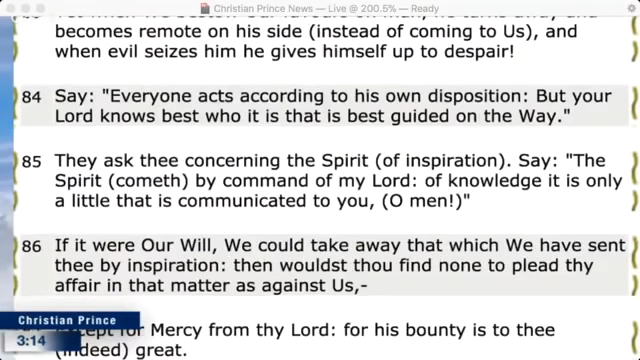 Christian Prince News — Live @ 200.5% — Ready
becomes remote on his side (instead of coming to Us), and
when evil seizes him he gives himself up to despair!
84 Say: "Everyone acts according to his own disposition: But your
Lord knows best who it is that is best guided on the Way."
85 They ask thee concerning the Spirit (of inspiration). Say: "The
Spirit (cometh) by command of my Lord: of knowledge it is only
a little that is communicated to you, (O men!)"
86 If it were Our Will, We could take away that which We have sent
thee by inspiration: then wouldst thou find none to plead thy
affair in that matter as against Us,-
for Mercy from thy Lord: for his bounty is to thee
(indeed) great.
Christian Prince
3:14